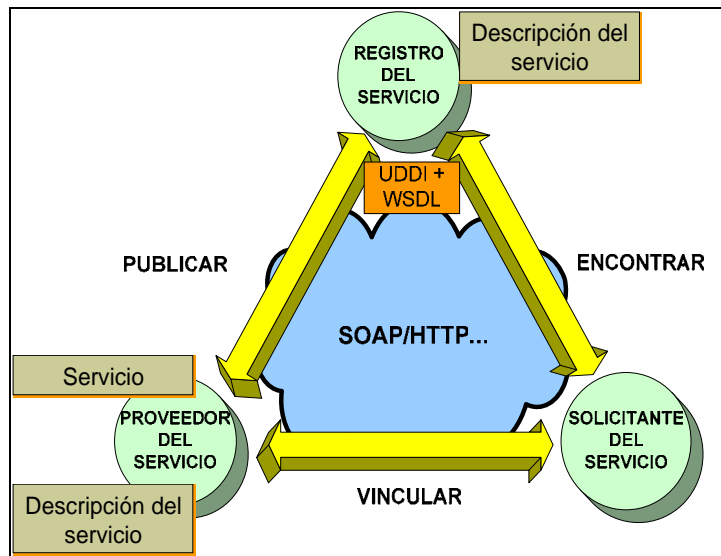 REGISTRO
DEL
SERVICIO
Descripción del
servicio
UDDI +
WSDL
PUBLICAR
ENCONTRAR
SOAP/HTTP...
Servicio
PROVEEDOR
DEL
SERVICIO
SOLICITANTE
DEL
SERVICIO
VINCULAR
Descripción del
servicio